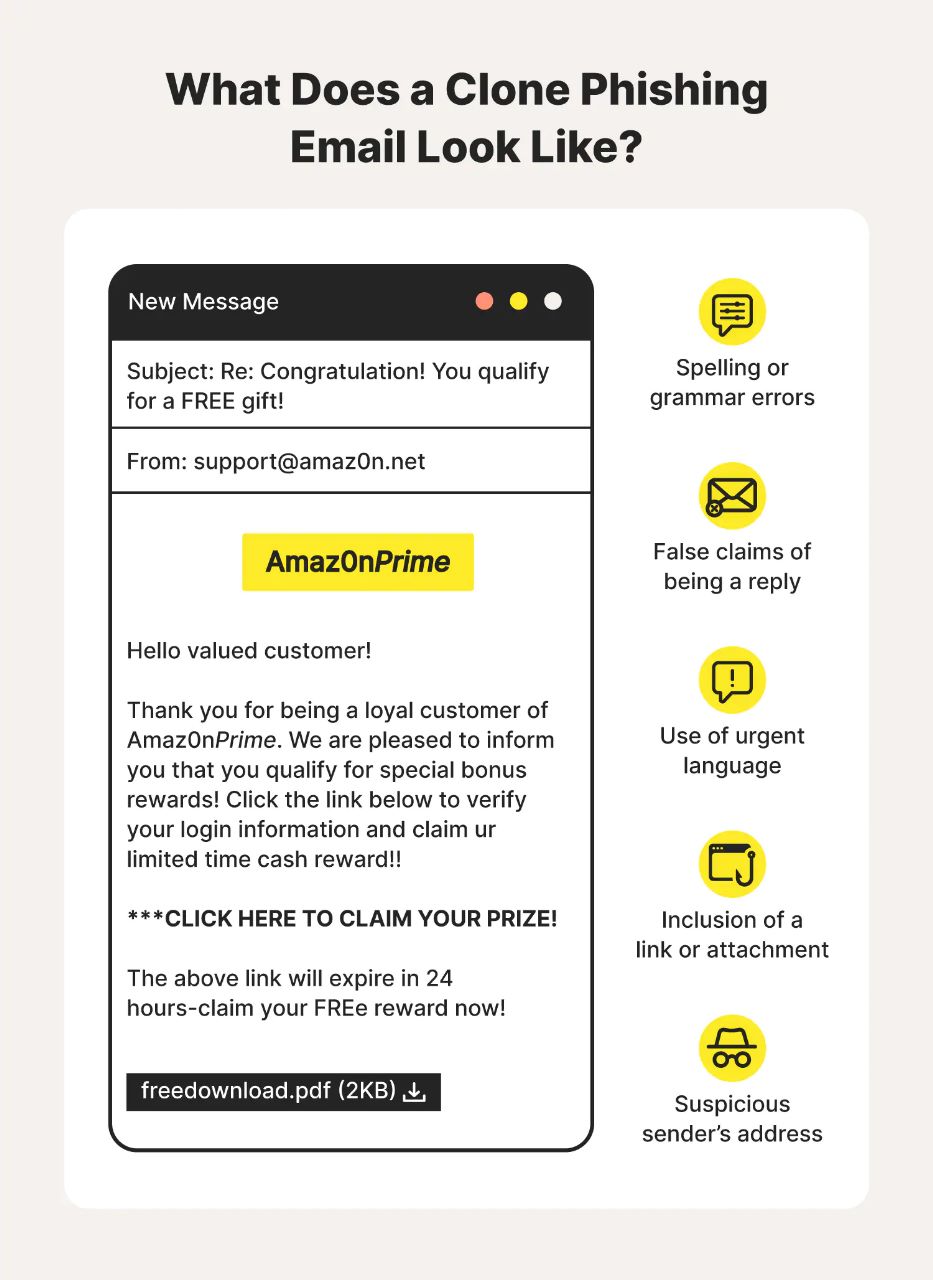 What Does a Clone Phishing
Email Look Like?
New Message
Subject: Re: Congratulation! You qualify
for a FREE gift!
From: support@amaz0n.net
Amaz0nPrime
Hello valued customer!
Thank you for being a loyal customer of
Amaz0nPrime. We are pleased to inform
you that you qualify for special bonus
rewards! Click the link below to verify
your login information and claim ur
limited time cash reward!!
***CLICK HERE TO CLAIM YOUR PRIZE!
The above link will expire in 24
hours-claim your FREe reward now!
freedownload.pdf (2KB)
Spelling or
grammar errors
False claims of
being a reply
Use of urgent
language
Inclusion of a
link or attachment
Suspicious
sender’s address